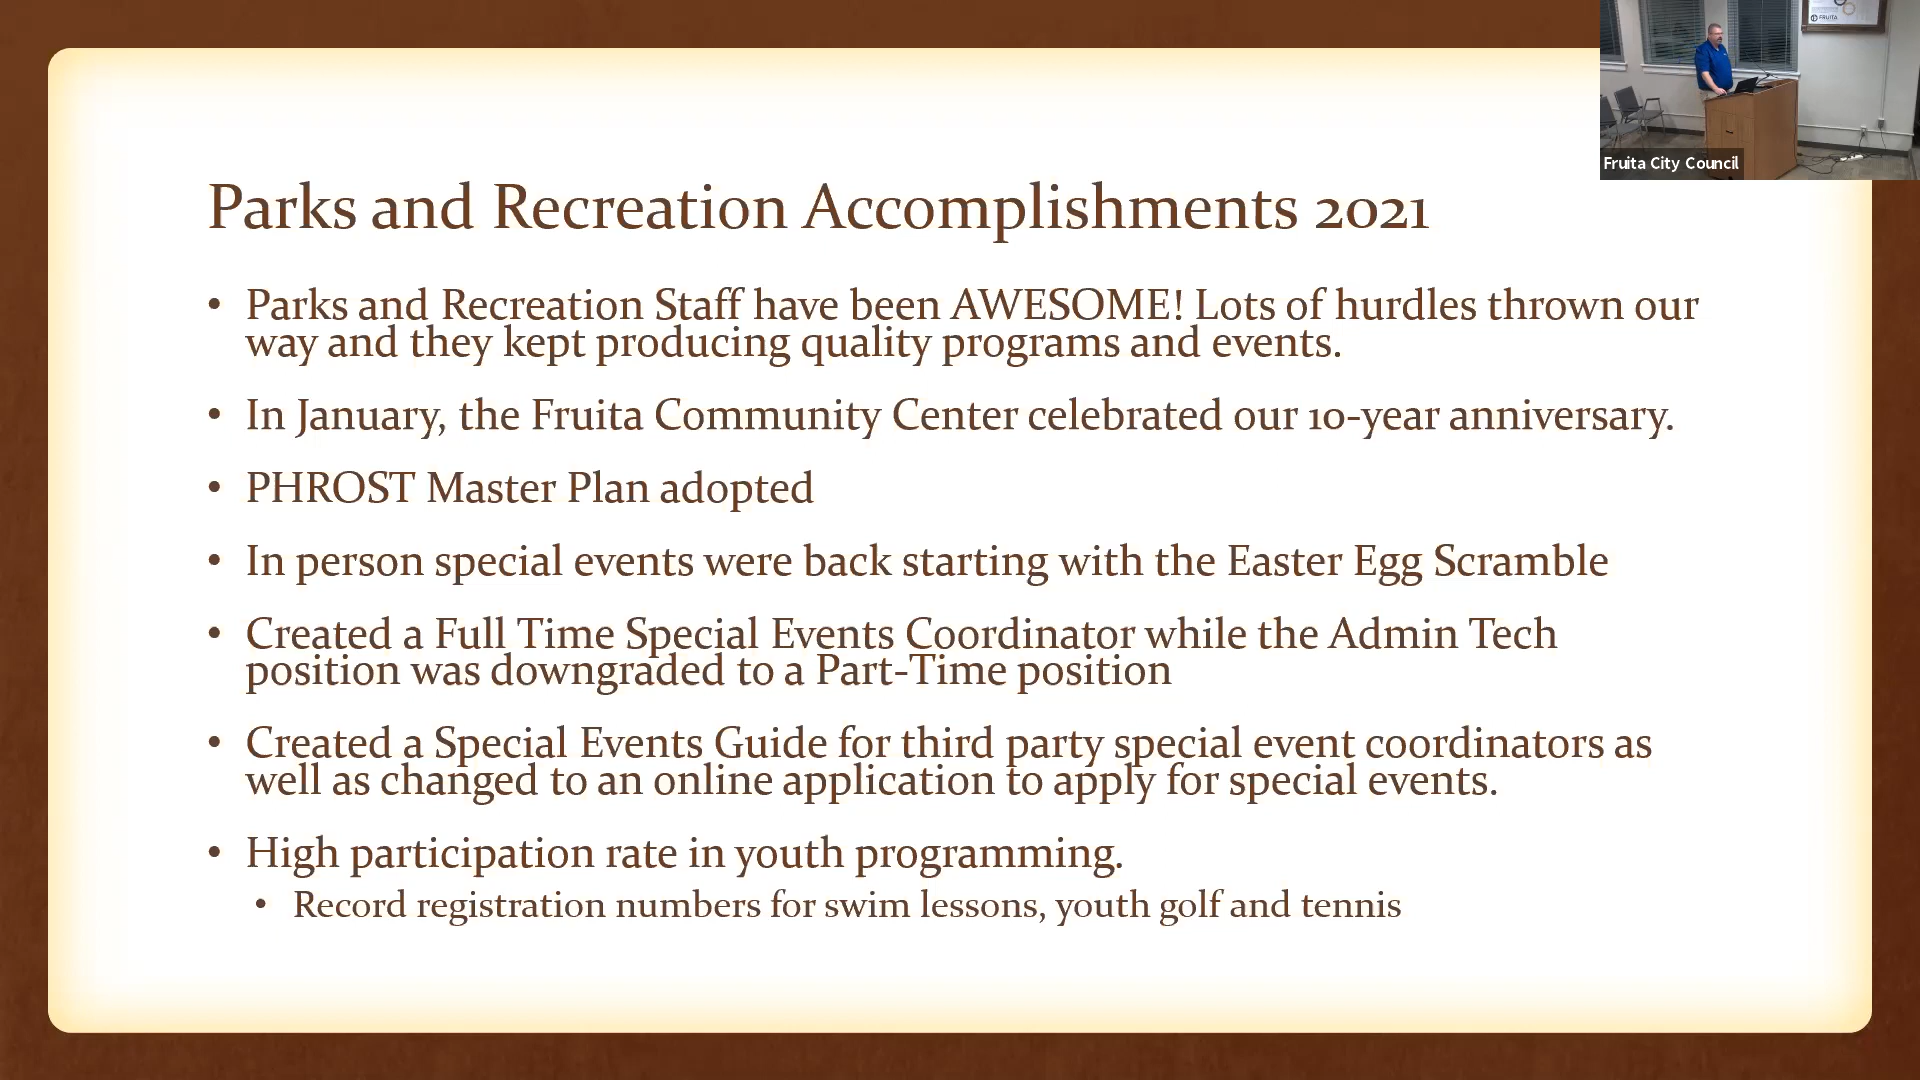 FRUITA
Fruita City Council
Parks and Recreation Accomplishments 2021
• Parks and Recreation Staff have been AWESOME! Lots of hurdles thrown our
way and they kept producing quality programs and events.
• In January, the Fruita Community Center celebrated our 10-year anniversary.
• PHROST Master Plan adopted
• In person special events were back starting with the Easter Egg Scramble
• Created a Full Time Special Events Coordinator while the Admin Tech
position was downgraded to a Part-Time position
• Created a Special Events Guide for third party special event coordinators as
well as changed to an online application to apply for special events.
• High participation rate in youth programming.
• Record registration numbers for swim lessons, youth golf and tennis